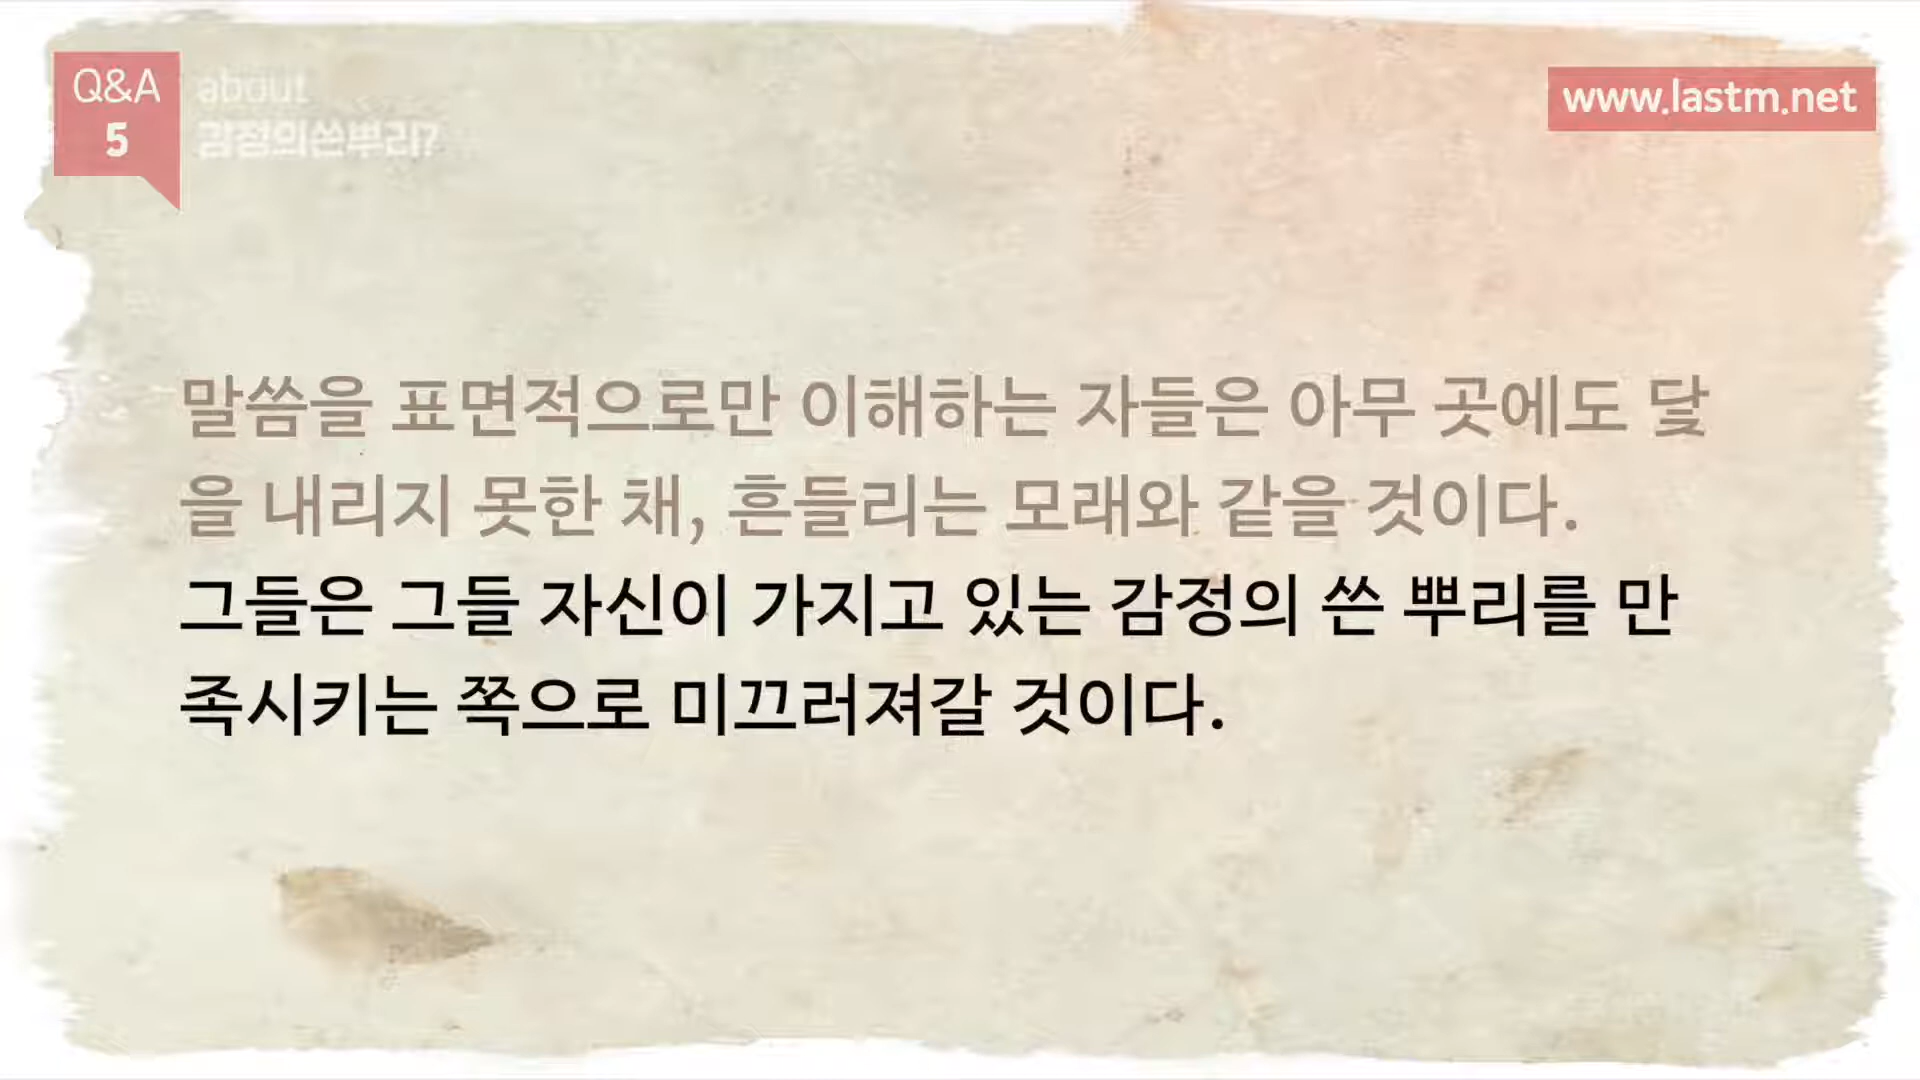 Q&A
5
about
감정의쓴뿌리?
www.lastm.net
말씀을 표면적으로만 이해하는 자들은 아무 곳에도 닻
을 내리지 못한 채, 흔들리는 모래와 같을 것이다.
그들은 그들 자신이 가지고 있는 감정의 쓴 뿌리를 만
족시키는 쪽으로 미끄러져갈 것이다.